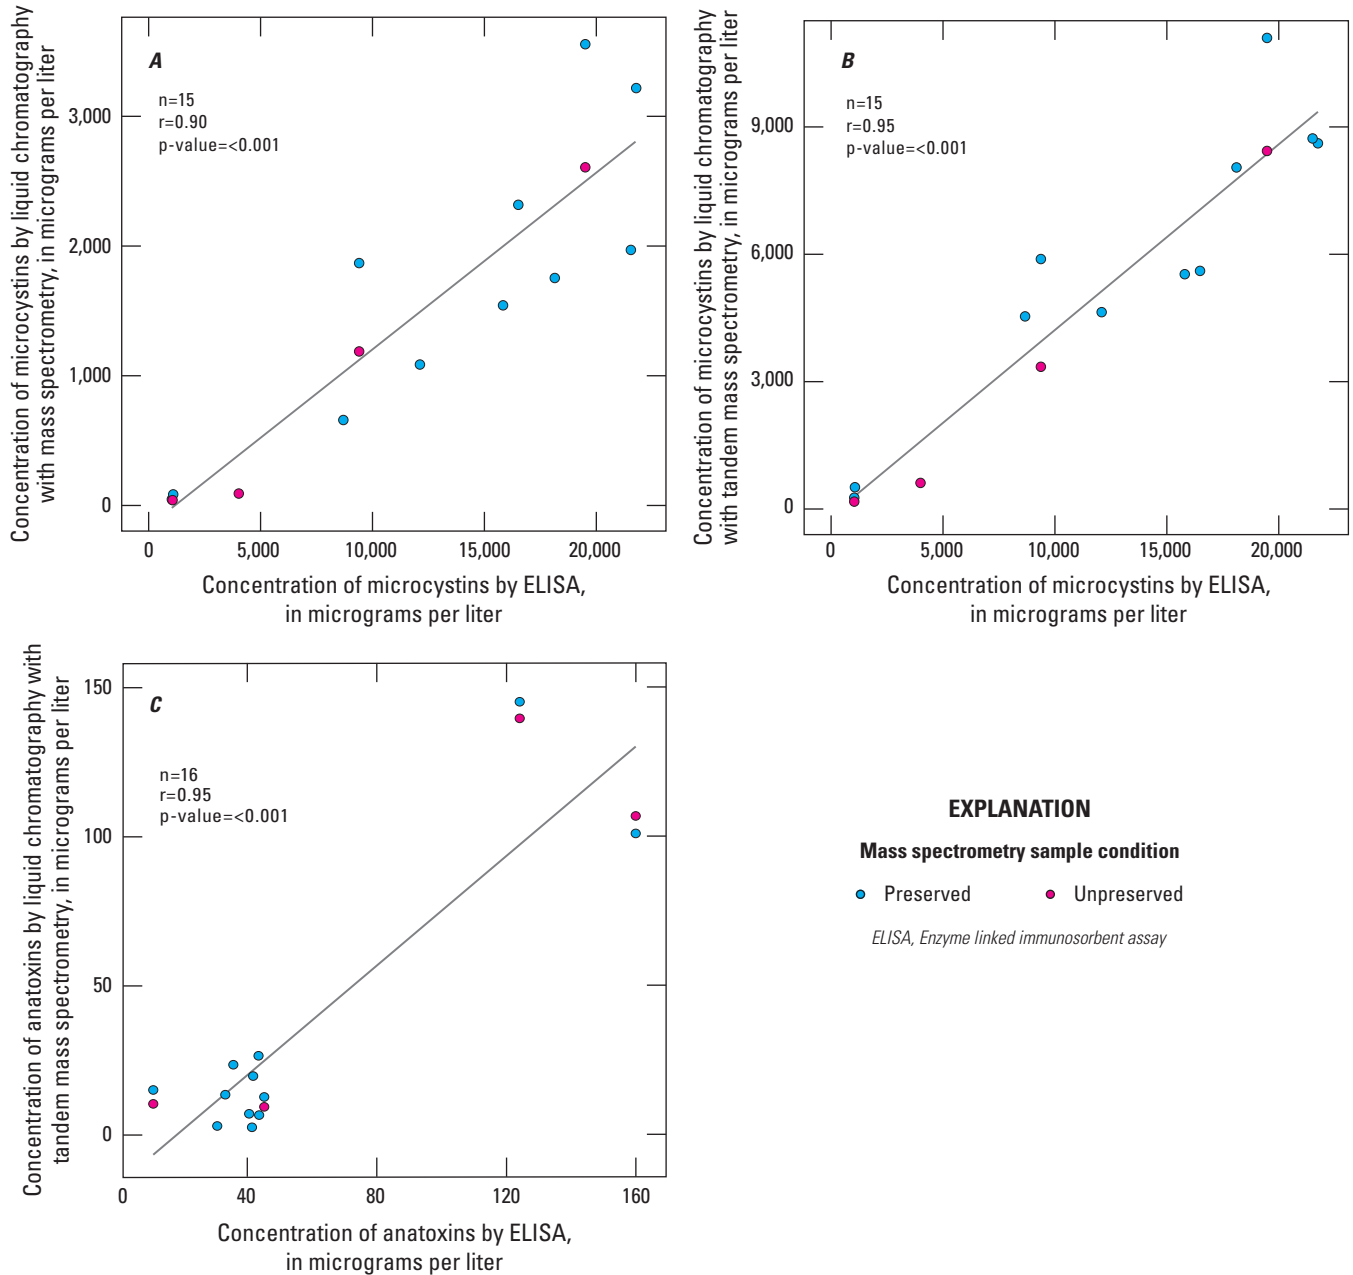 Concentration of microcystins by liquid chromatography
with mass spectrometry, in micrograms per liter
A
n=15
r=0.90
p-value=<0.001
3,000
2,000
1,000
0
0 5,000 10,000 15,000 20,000
Concentration of microcystins by ELISA,
in micrograms per liter
Concentration of microcystins by liquid chromatography
with tandem mass spectrometry, in micrograms per liter
B
n=15
r=0.95
p-value=<0.001
9,000
6,000
3,000
0
0 5,000 10,000 15,000 20,000
Concentration of microcystins by ELISA,
in micrograms per liter
Concentration of anatoxins by liquid chromatography with
tandem mass spectrometry, in micrograms per liter
C
n=16
r=0.95
p-value=<0.001
150
100
50
0
0 40 80 120 160
Concentration of anatoxins by ELISA,
in micrograms per liter
EXPLANATION
Mass spectrometry sample condition
Preserved Unpreserved
ELISA, Enzyme linked immunosorbent assay